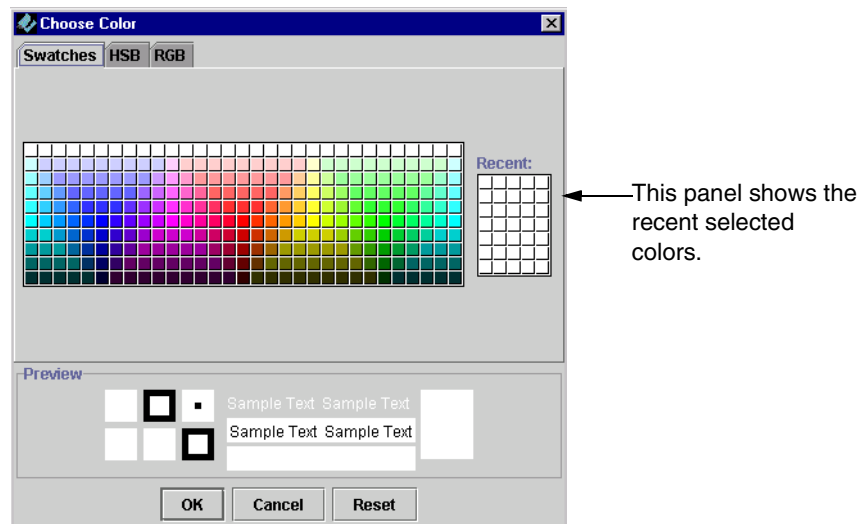 Choose Color
Swatches HSB RGB
Recent:
This panel shows the
recent selected
colors.
Preview
Sample Text Sample Text
Sample Text Sample Text
OK Cancel Reset